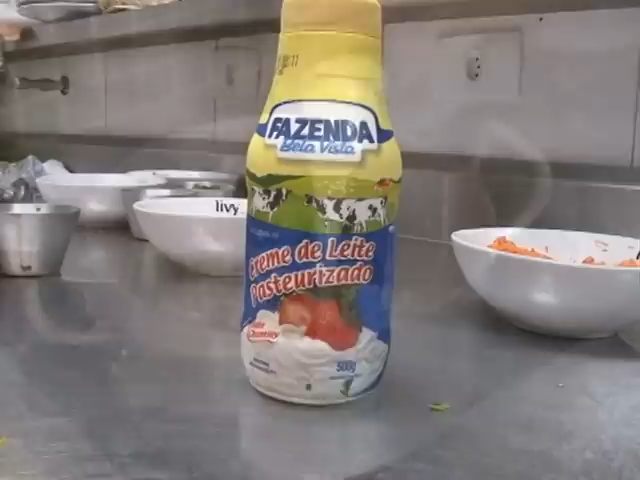 FAZENDA
Bela Vista
livy
Creme de Leite
Pasteurizado
500g